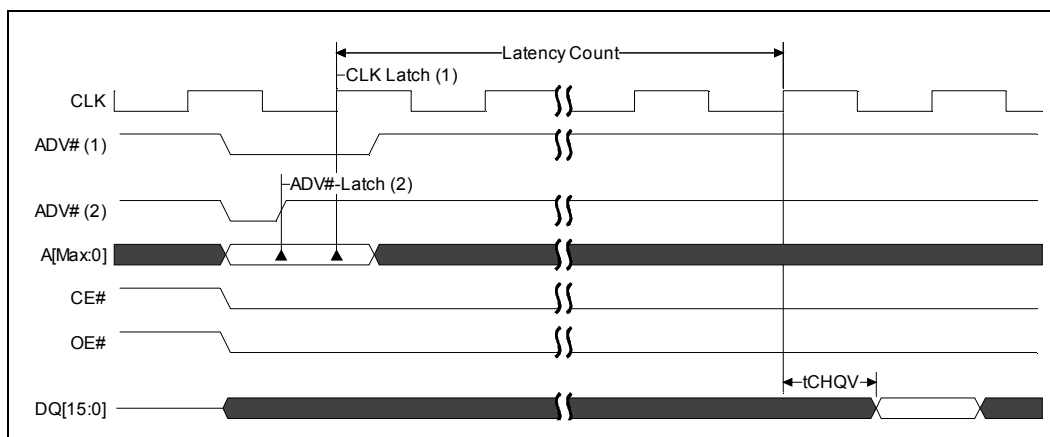 Latency Count
CLK Latch (1)
CLK
ADV# (1)
ADV#-Latch (2)
ADV# (2)
A[Max:0]
CE#
OE#
tCHQV
DQ[15:0]